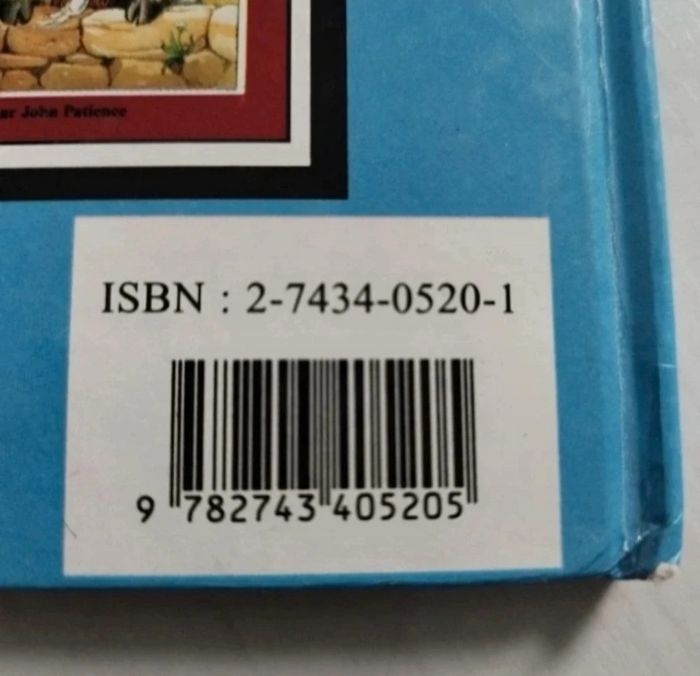 ar John Patience
ISBN : 2-7434-0520-1
9 782743 405205